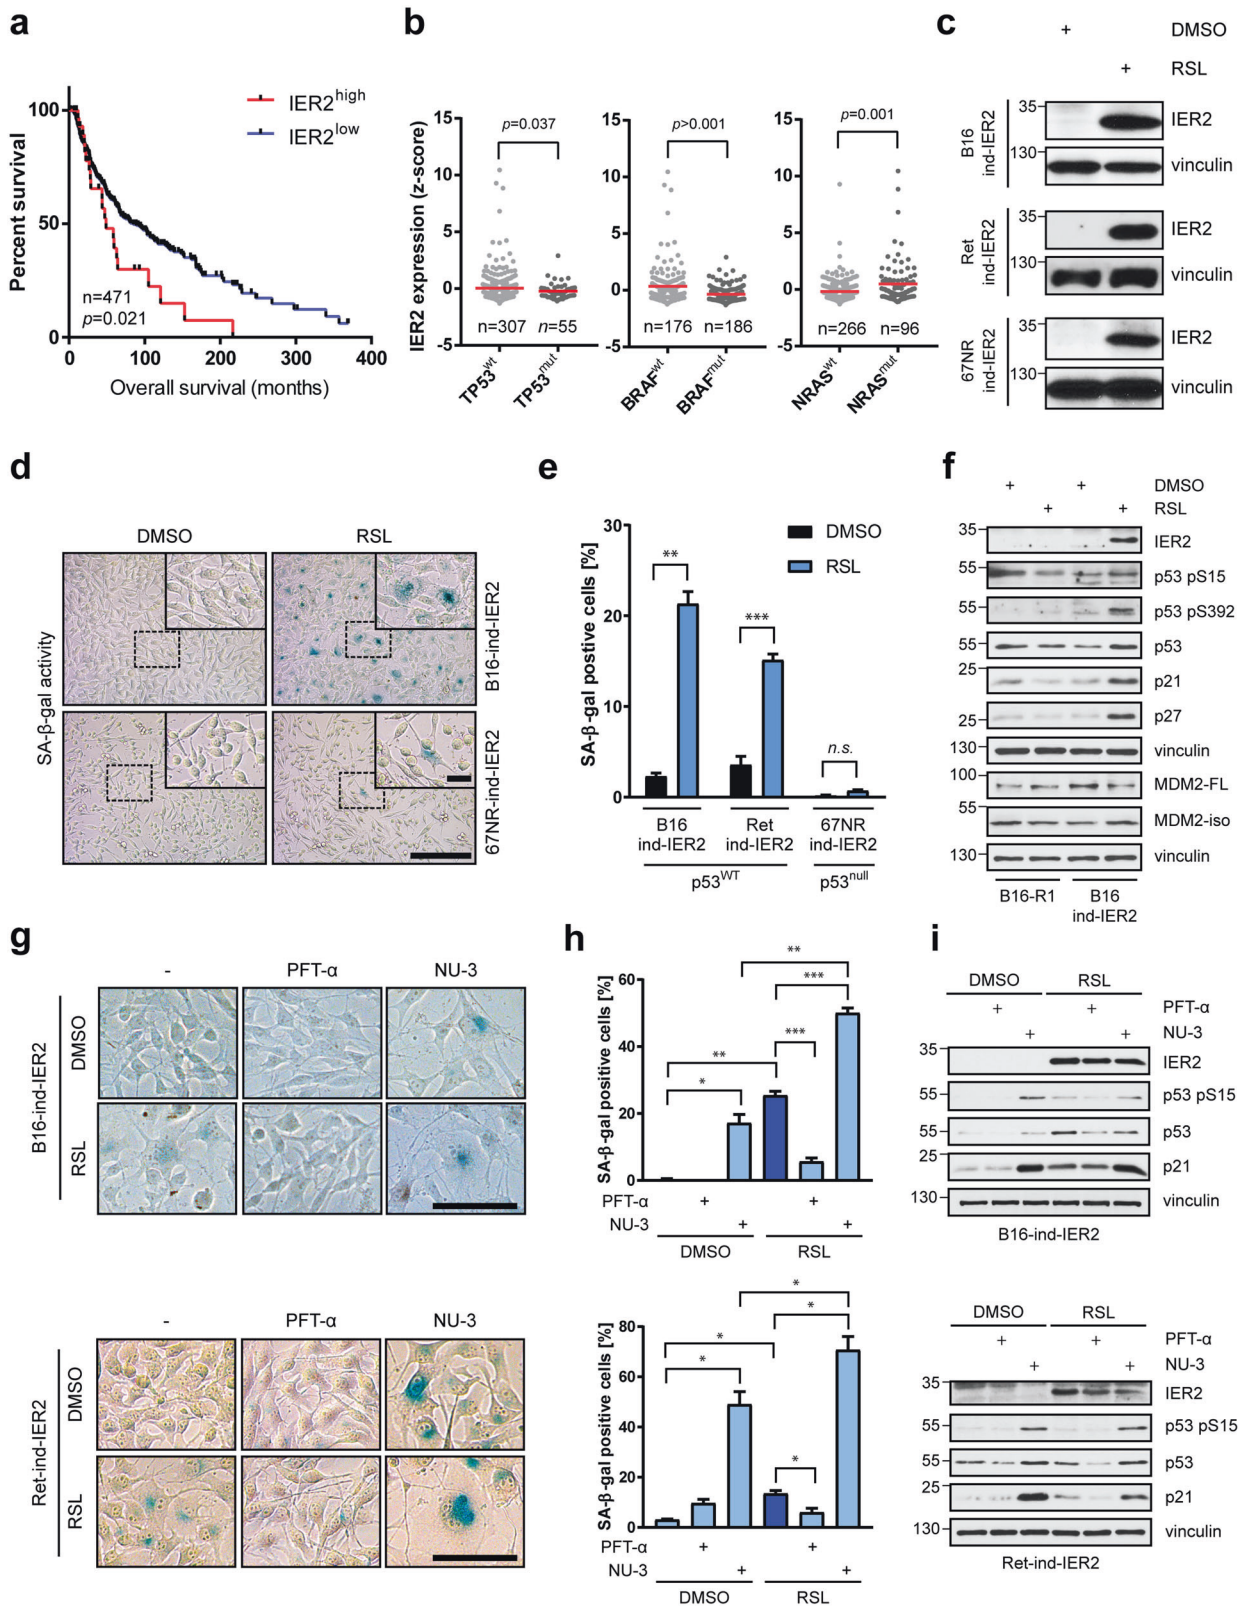 a
Percent survival
100
50
0
IER2high
IER2low
n=471
p=0.021
0 100 200 300 400
Overall survival (months)
b
IER2 expression (z-score)
15
10
5
0
-5
p=0.037
n=307 n=55
TP53wt TP53mut
15
10
5
0
-5
p>0.001
n=176 n=186
BRAFwt BRAFmut
15
10
5
0
-5
p=0.001
n=266 n=96
NRASwt NRASmut
c
+ DMSO
+ RSL
B16
ind-IER2
35 IER2
130 vinculin
Ret
ind-IER2
35 IER2
130 vinculin
67NR
ind-IER2
35 IER2
130 vinculin
d
DMSO RSL
SA-β-gal activity
B16-ind-IER2
67NR-ind-IER2
e
SA-β-gal postive cells [%]
30
20
10
0
DMSO
RSL
**
***
n.s.
B16 Ret 67NR
ind-IER2 ind-IER2 ind-IER2
p53WT p53null
f
+ + DMSO
+ + RSL
35 IER2
55 p53 pS15
55 p53 pS392
55 p53
25 p21
25 p27
130 vinculin
100 MDM2-FL
55 MDM2-iso
130 vinculin
B16-R1 B16
ind-IER2
g
- PFT-α NU-3
B16-ind-IER2
DMSO
RSL
- PFT-α NU-3
Ret-ind-IER2
DMSO
RSL
h
SA-β-gal positive cells [%]
60
40
20
0
**
***
***
**
*
PFT-α + +
NU-3 + +
DMSO RSL
SA-β-gal positive cells [%]
80
60
40
20
0
*
*
*
*
*
PFT-α + +
NU-3 + +
DMSO RSL
i
DMSO RSL
+ + PFT-α
+ + NU-3
35 IER2
55 p53 pS15
55 p53
25 p21
130 vinculin
B16-ind-IER2
DMSO RSL
+ + PFT-α
+ + NU-3
35 IER2
55 p53 pS15
55 p53
25 p21
130 vinculin
Ret-ind-IER2